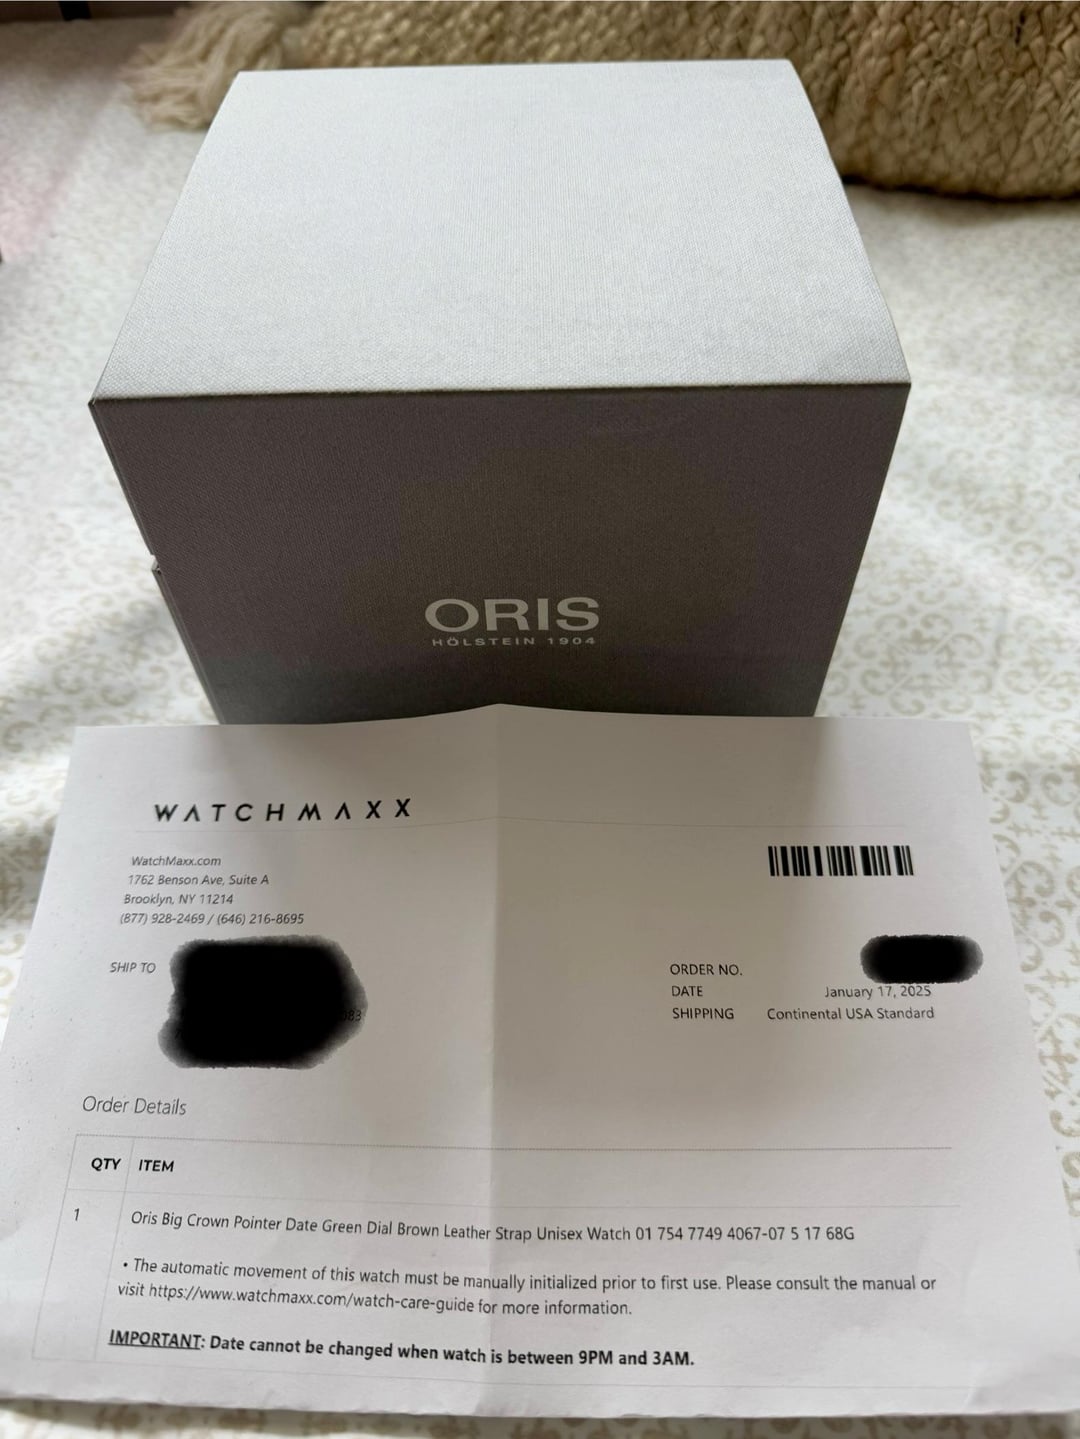 ORIS
HÖLSTEIN 1904
WATCHMAXX
WatchMaxx.com
1762 Benson Ave, Suite A
Brooklyn, NY 11214
(877) 928-2469 / (646) 216-8695
SHIP TO
ORDER NO.
DATE January 17, 2025
SHIPPING Continental USA Standard
Order Details
QTY ITEM
1 Oris Big Crown Pointer Date Green Dial Brown Leather Strap Unisex Watch 01 754 7749 4067-07 5 17 68G
• The automatic movement of this watch must be manually initialized prior to first use. Please consult the manual or
visit https://www.watchmaxx.com/watch-care-guide for more information.
IMPORTANT: Date cannot be changed when watch is between 9PM and 3AM.